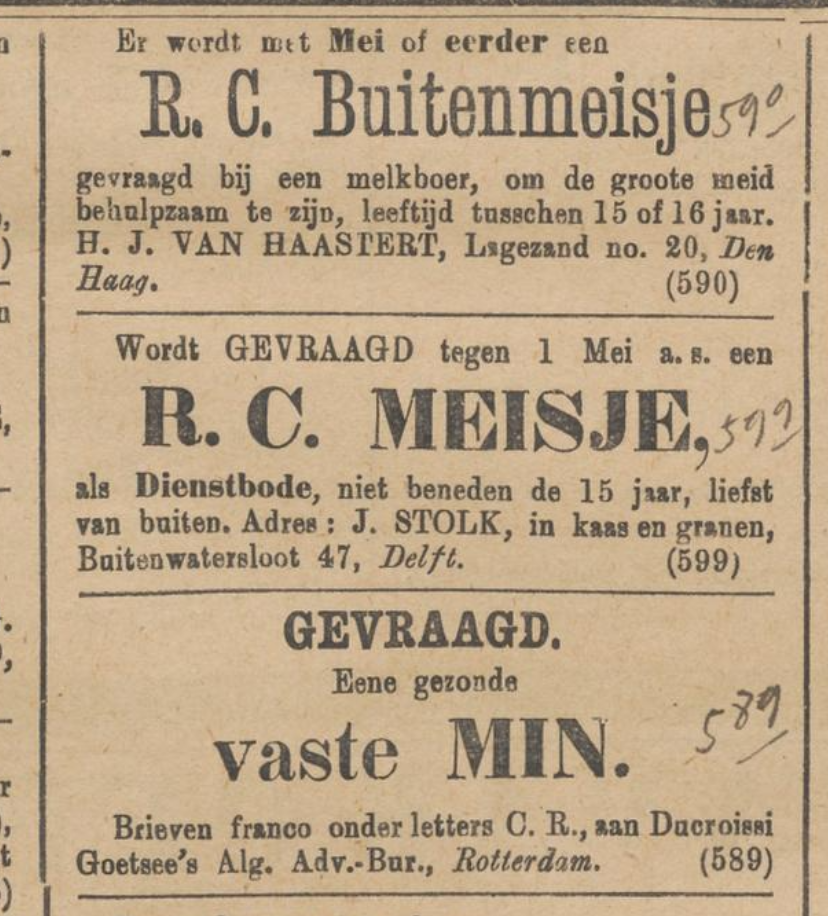 Er wordt met Mei of eerder een
R. C. Buitenmeisje 590
gevraagd bij een melkboer, om de groote meid
behulpzaam te zijn, leeftijd tusschen 15 of 16 jaar.
H. J. VAN HAASTERT, Lagezand no. 20, Den
Haag. (590)
Wordt GEVRAAGD tegen 1 Mei a. s. een
R. C. MEISJE, 599
als Dienstbode, niet beneden de 15 jaar, liefst
van buiten. Adres: J. STOLK, in kaas en granen,
Buitenwatersloot 47, Delft. (599)
GEVRAAGD.
Eene gezonde
vaste MIN. 589
Brieven franco onder letters C. R., aan Ducroissi
Goetsee's Alg. Adv.-Bur., Rotterdam. (589)